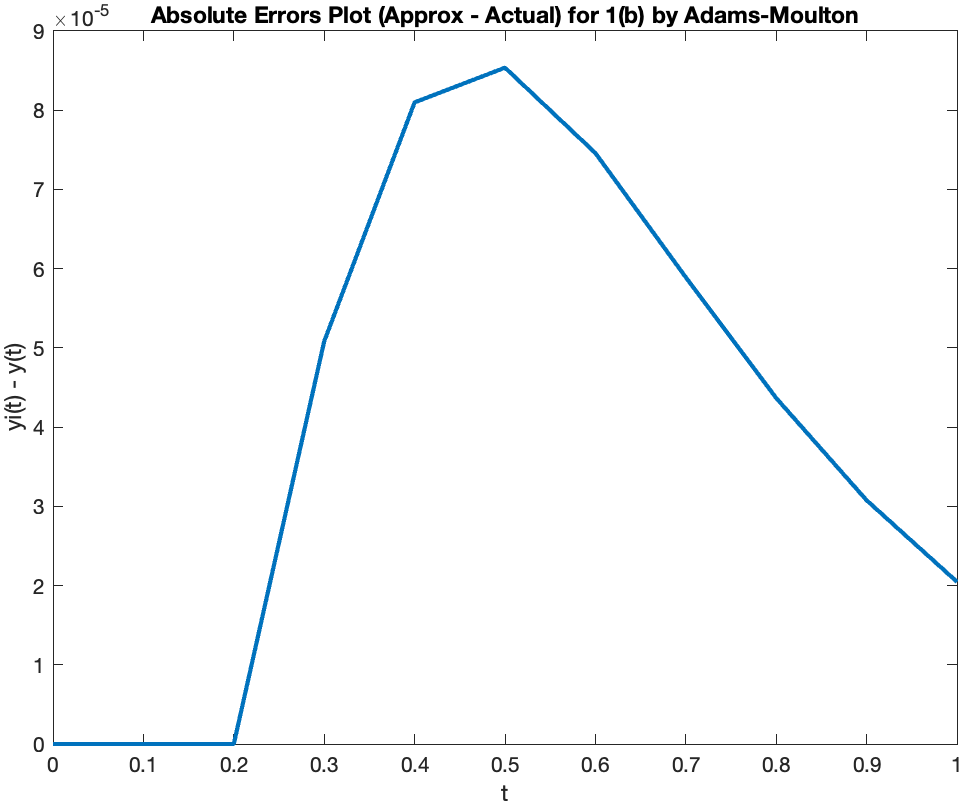 Absolute Errors Plot (Approx - Actual) for 1(b) by Adams-Moulton
×10^-5
9
8
7
6
5
4
3
2
1
0
yi(t) - y(t)
0 0.1 0.2 0.3 0.4 0.5 0.6 0.7 0.8 0.9 1
t